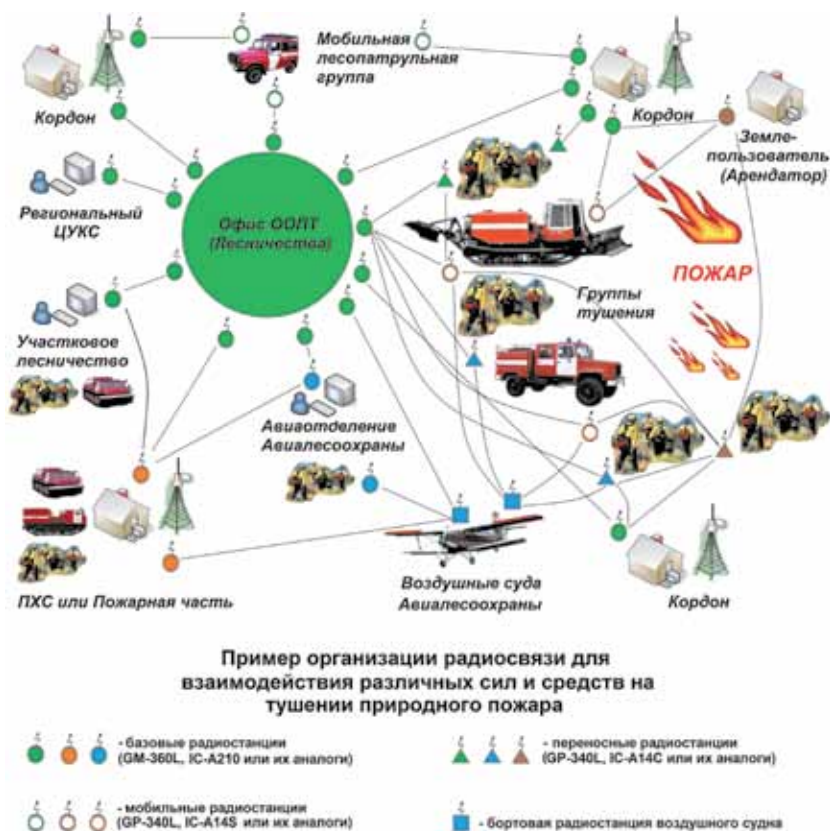 Мобильная
лесопатрульная
группа
Кордон
Кордон
Земле-
пользователь
(Арендатор)
Региональный
ЦУКС
Офис ООПТ
(Лесничества)
ПОЖАР
Группы
тушения
Участковое
лесничество
Авиаотделение
Авиалесоохраны
ПХС или Пожарная часть
Воздушные суда
Авиалесоохраны
Кордон
Пример организации радиосвязи для
взаимодействия различных сил и средств на
тушении природного пожара
- базовые радиостанции
(GM-360L, IC-A210 или их аналоги)
- переносные радиостанции
(GP-340L, IC-A14C или их аналоги)
- мобильные радиостанции
(GP-340L, IC-A14S или их аналоги)
- бортовая радиостанция воздушного судна